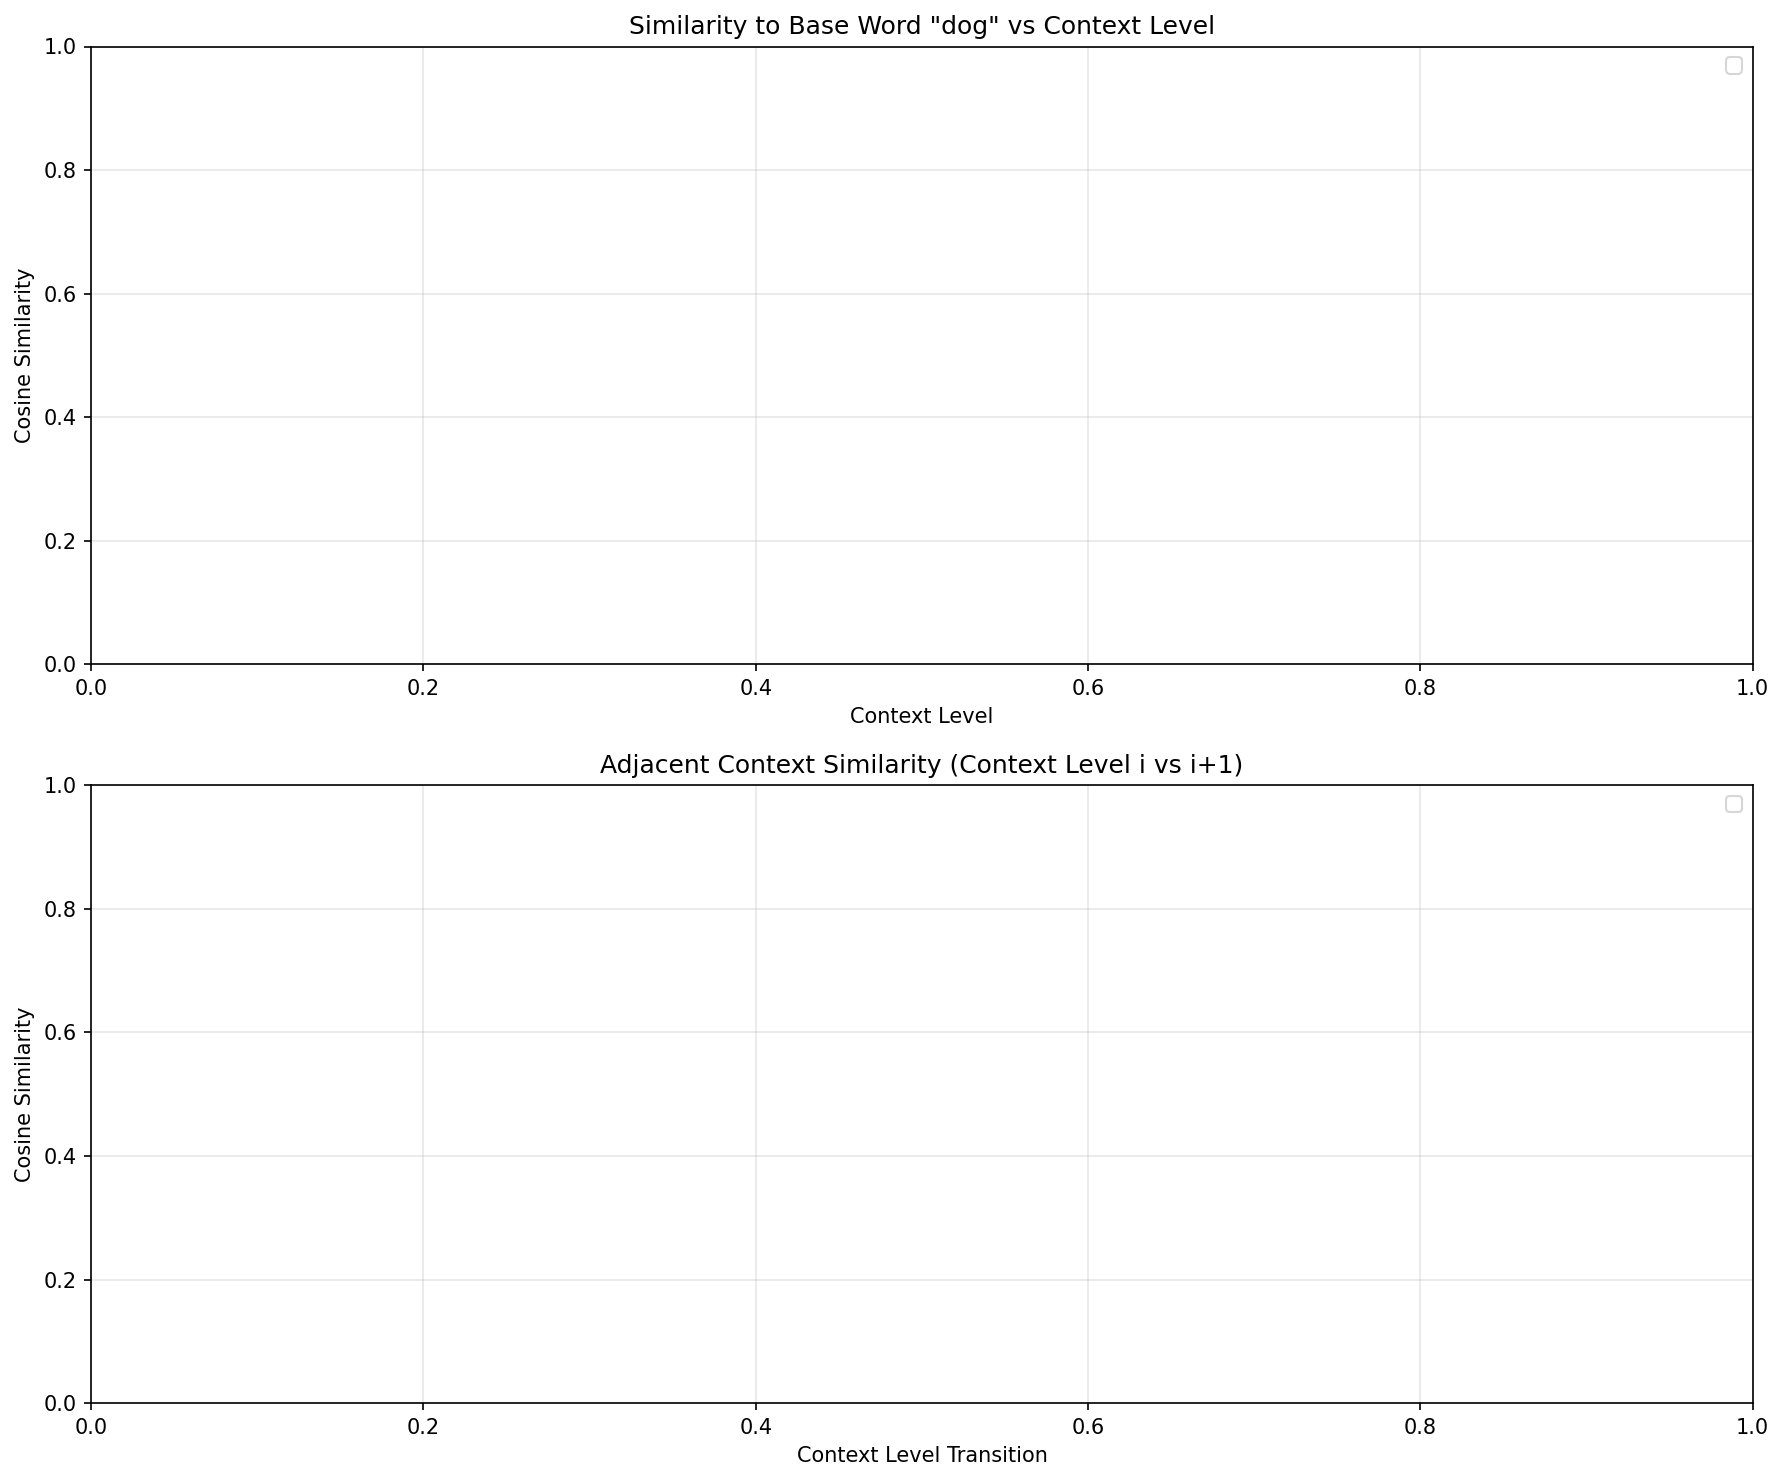 Similarity to Base Word "dog" vs Context Level
1.0
0.8
0.6
0.4
0.2
0.0
Cosine Similarity
0.0 0.2 0.4 0.6 0.8 1.0
Context Level
Adjacent Context Similarity (Context Level i vs i+1)
1.0
0.8
0.6
0.4
0.2
0.0
Cosine Similarity
0.0 0.2 0.4 0.6 0.8 1.0
Context Level Transition